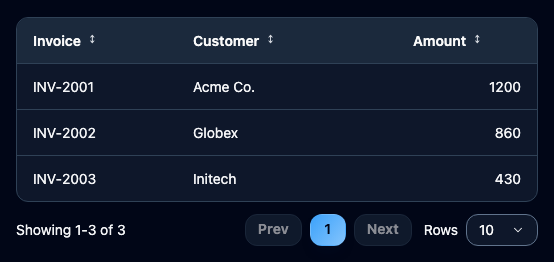 Invoice ↕ Customer ↕ Amount ↕
INV-2001 Acme Co. 1200
INV-2002 Globex 860
INV-2003 Initech 430
Showing 1-3 of 3 Prev 1 Next Rows 10